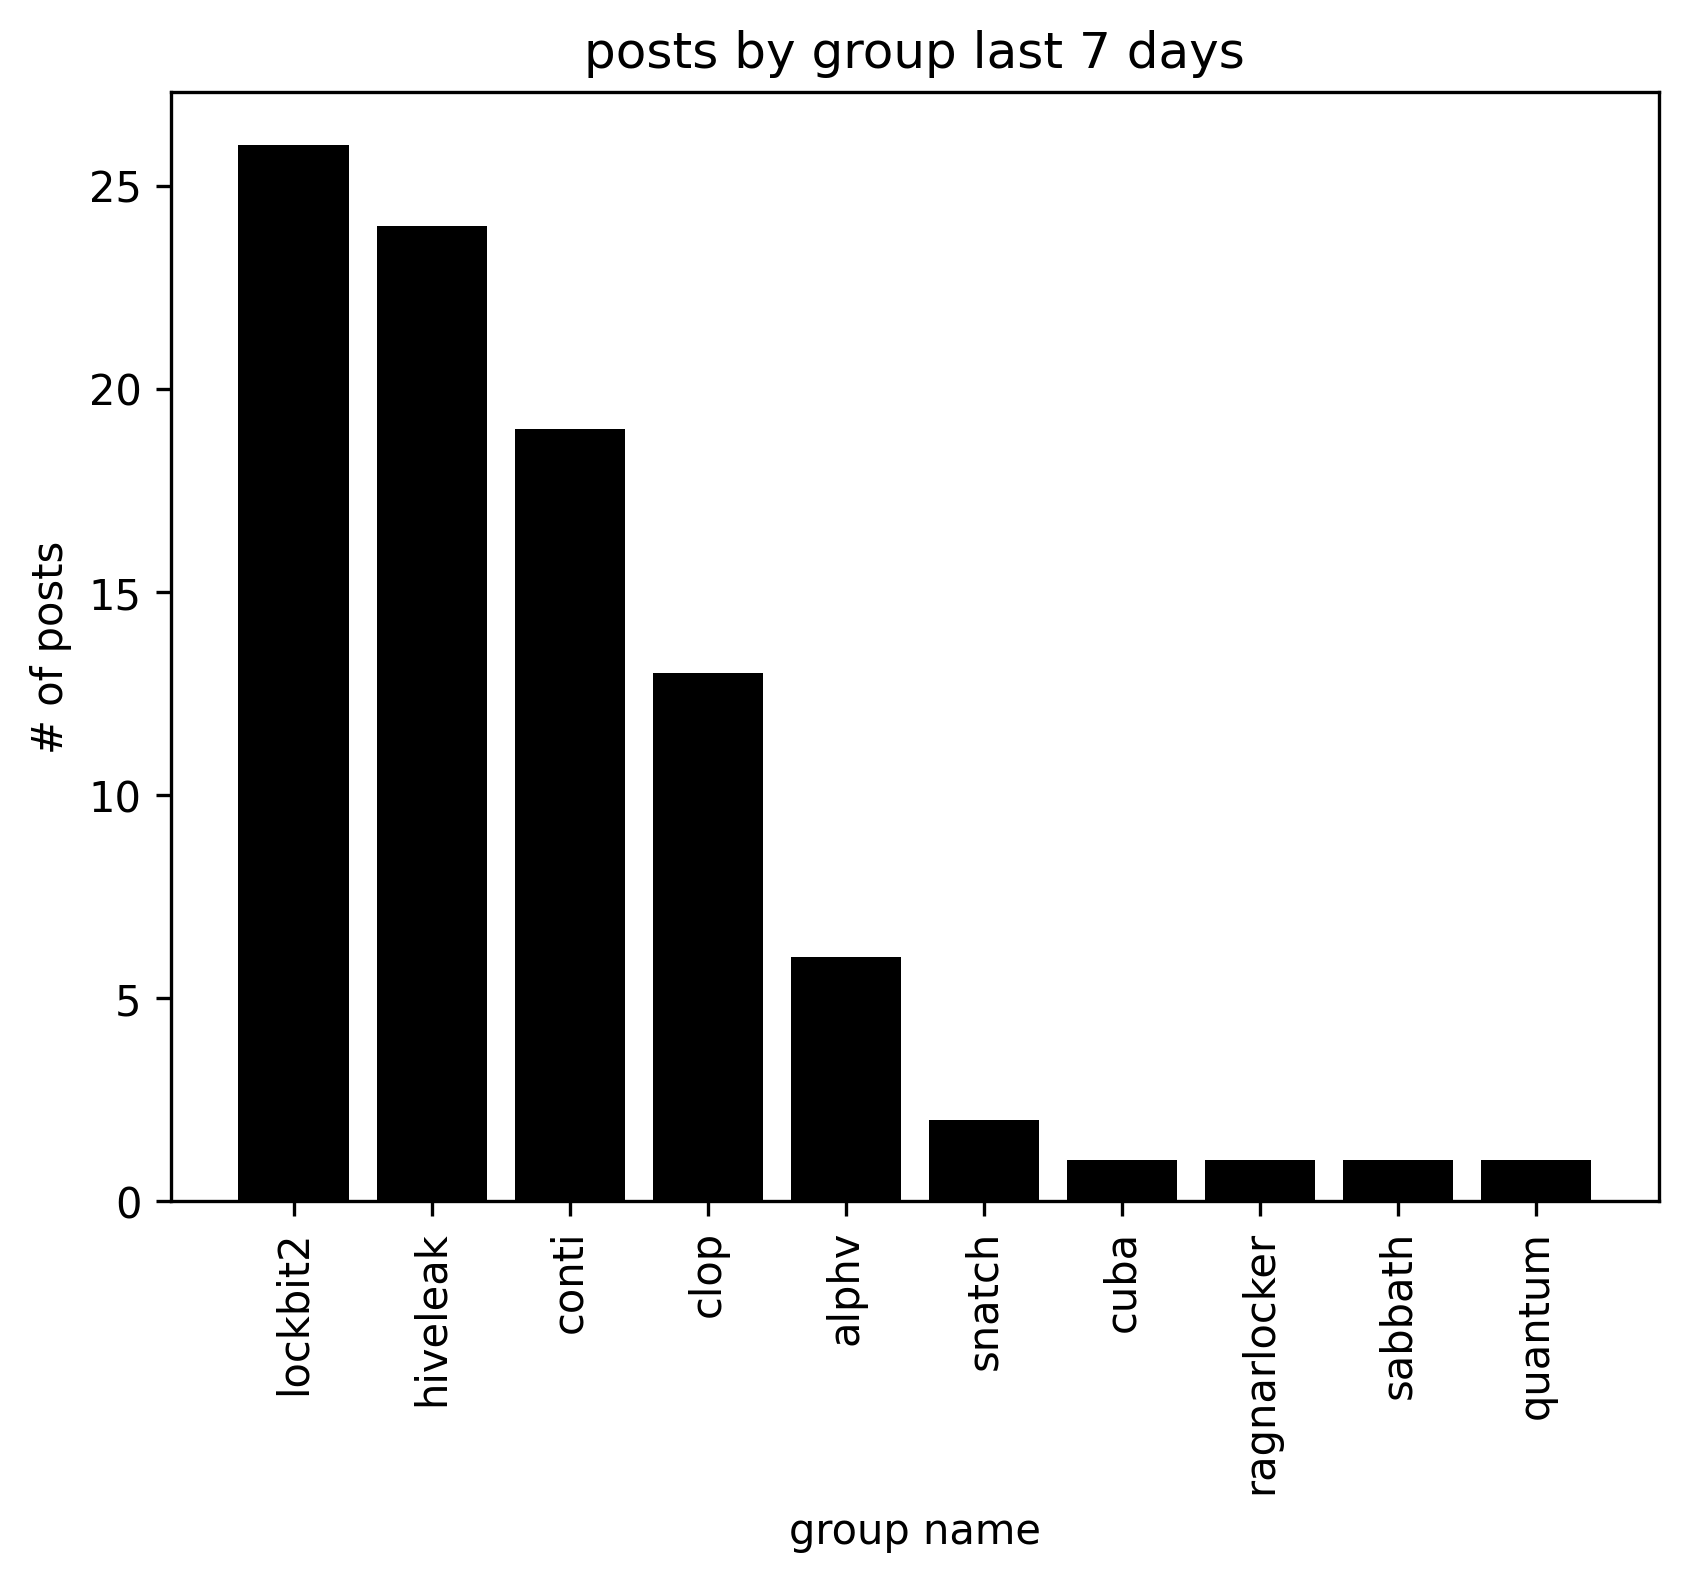 posts by group last 7 days
# of posts
25
20
15
10
5
0
lockbit2
hiveleak
conti
clop
alphv
snatch
cuba
ragnarlocker
sabbath
quantum
group name